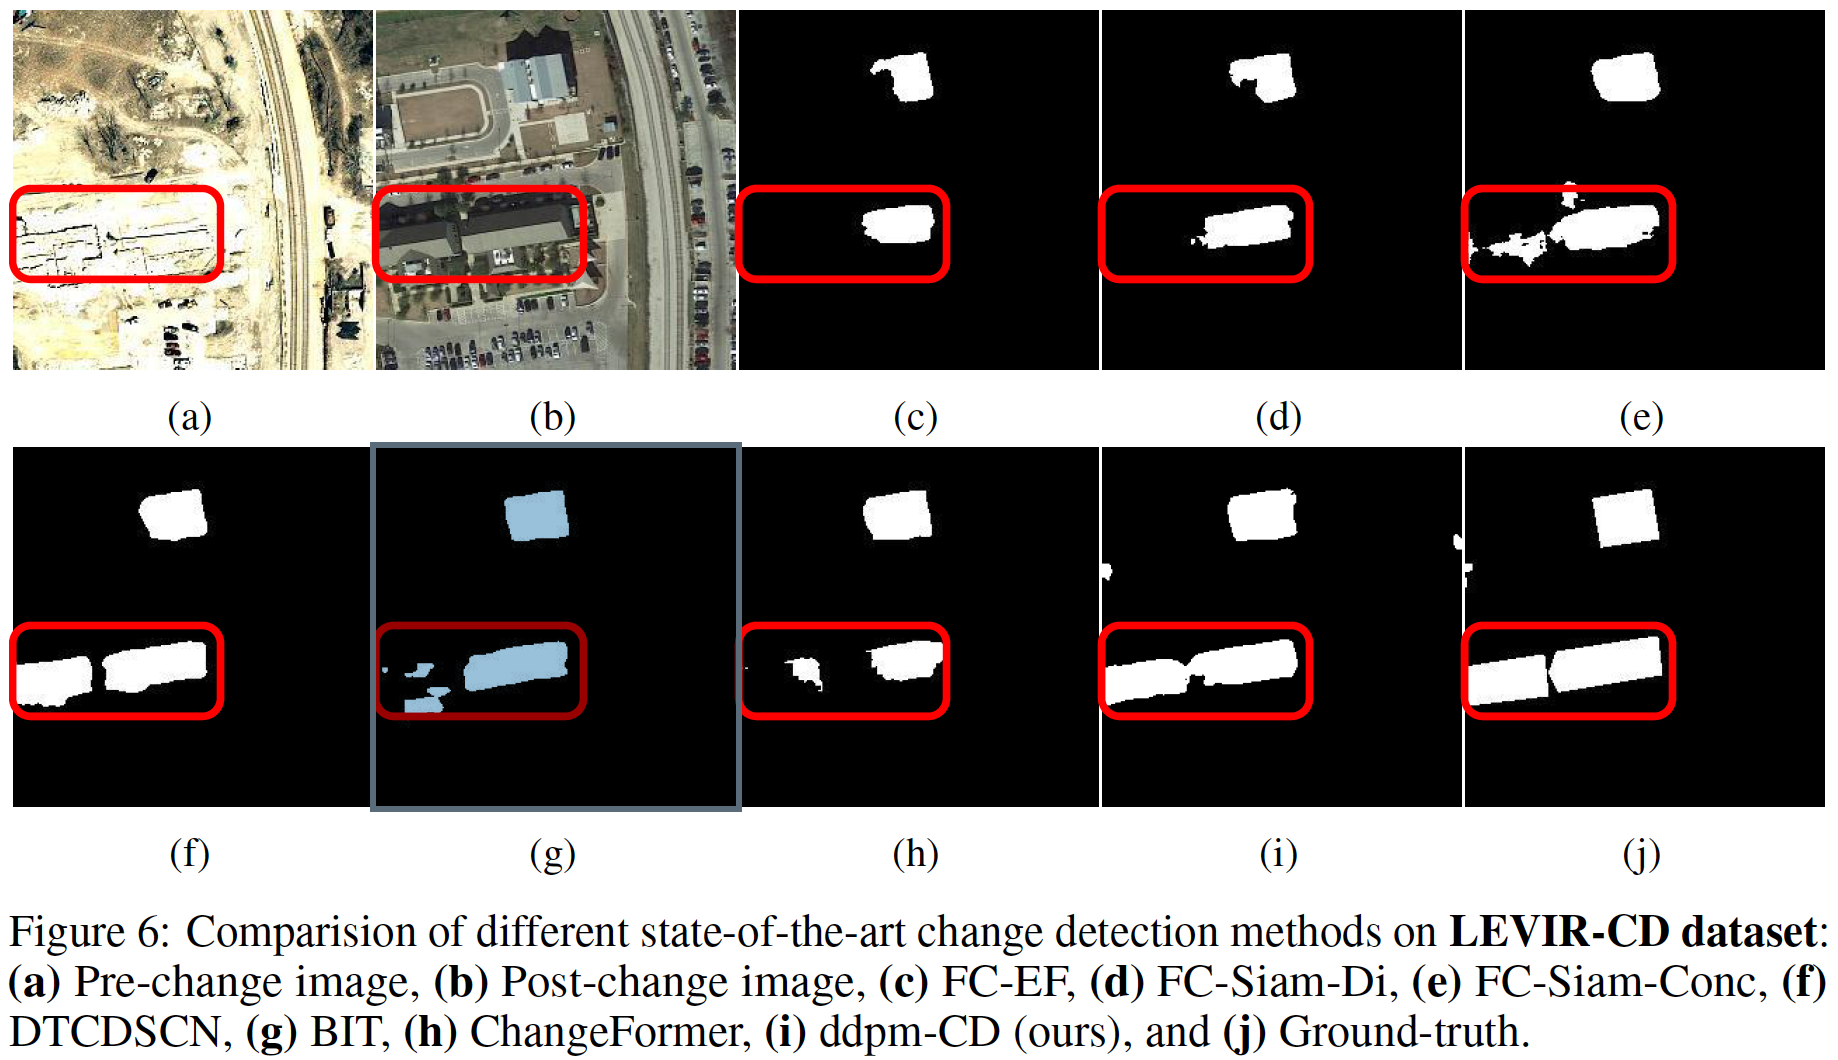 (a) (b) (c) (d) (e)
(f) (g) (h) (i) (j)
Figure 6: Comparision of different state-of-the-art change detection methods on LEVIR-CD dataset:
(a) Pre-change image, (b) Post-change image, (c) FC-EF, (d) FC-Siam-Di, (e) FC-Siam-Conc, (f)
DTCDSCN, (g) BIT, (h) ChangeFormer, (i) ddpm-CD (ours), and (j) Ground-truth.